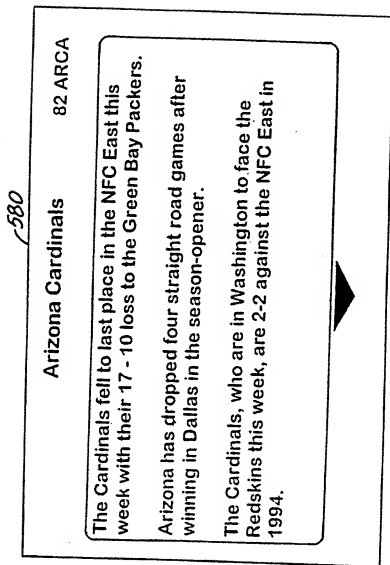 580
Arizona Cardinals 82 ARCA
The Cardinals fell to last place in the NFC East this
week with their 17 - 10 loss to the Green Bay Packers.
Arizona has dropped four straight road games after
winning in Dallas in the season-opener.
The Cardinals, who are in Washington to face the
Redskins this week, are 2-2 against the NFC East in
1994.